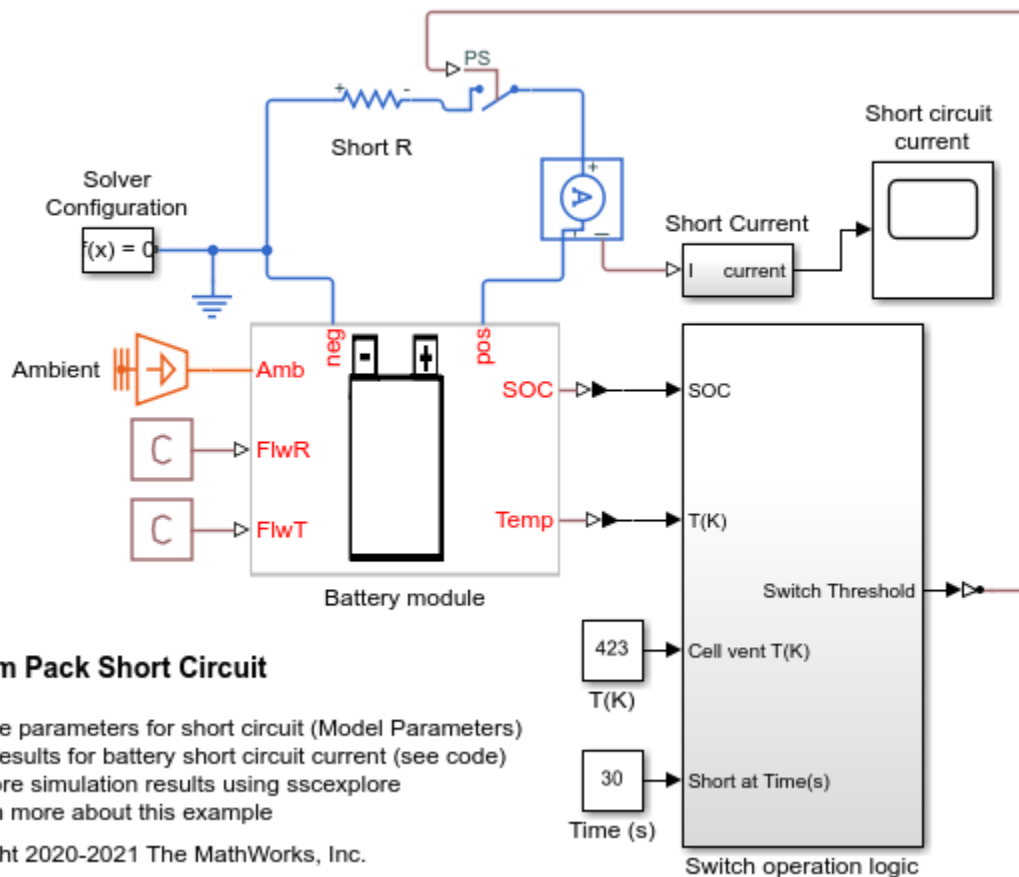 PS
+
-
Short R
Short circuit
current
Solver
Configuration
f(x) = 0
A
+
Short Current
I
current
neg
pos
-
+
Ambient
Amb
SOC
SOC
FlwR
C
FlwT
C
Temp
T(K)
Battery module
Switch Threshold
423
Cell vent T(K)
T(K)
30
Short at Time(s)
Time (s)
Switch operation logic
m Pack Short Circuit
e parameters for short circuit (Model Parameters)
esults for battery short circuit current (see code)
ore simulation results using sscexplore
n more about this example
ht 2020-2021 The MathWorks, Inc.